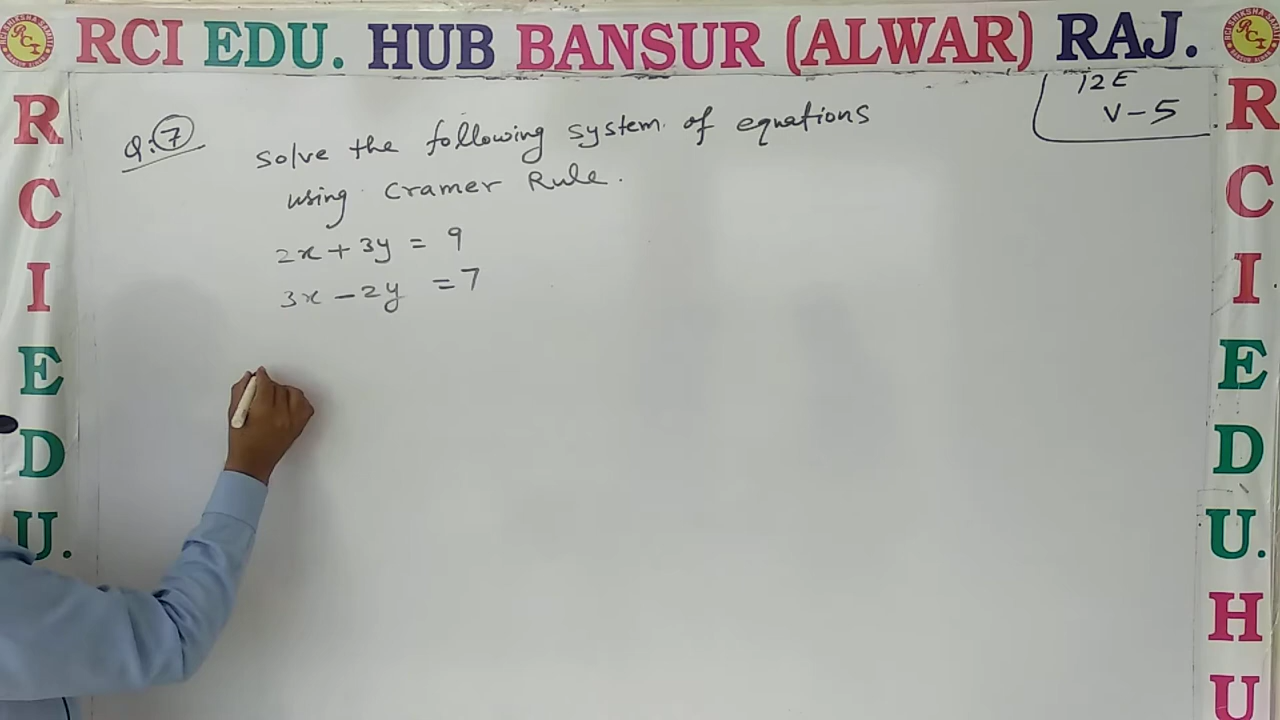 RCI EDU. HUB BANSUR (ALWAR) RAJ.
R
C
I
E
D
U.
12E
V-5
Q.⑦ Solve the following system of equations
using Cramer Rule.
2x + 3y = 9
3x - 2y = 7
R
C
I
E
D
U.
H
U